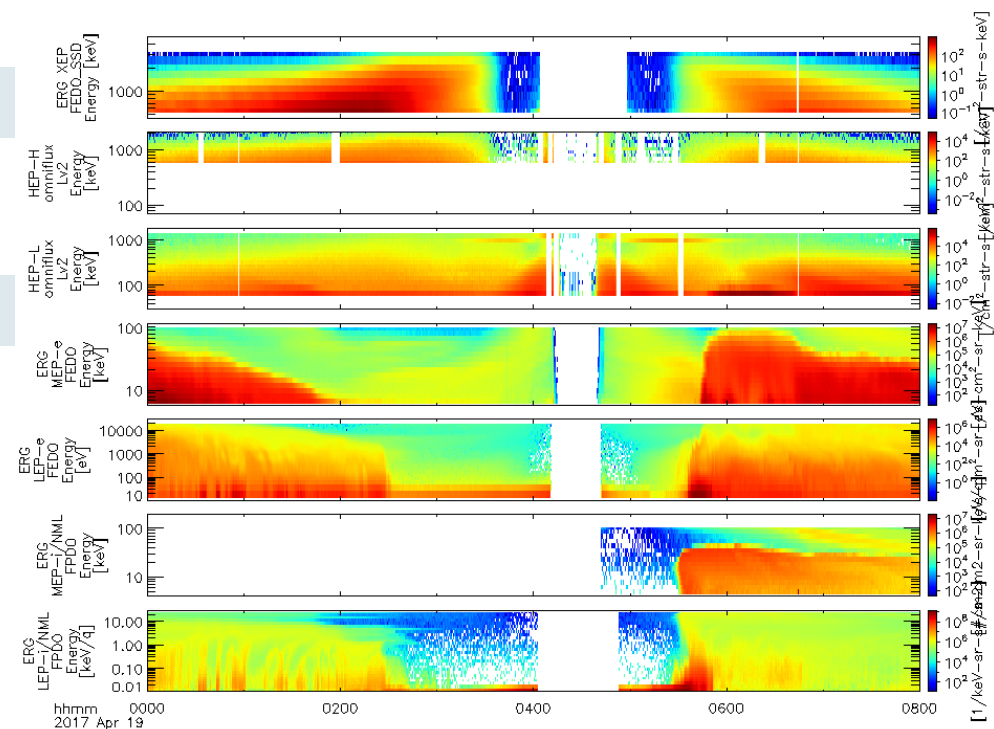 ERG XEP
FEDO_SSD
Energy
[keV]
1000
10²
10¹
10⁰
10⁻¹
HEP-H
omniflux
Lv2
Energy
[keV]
1000
100
10⁴
10²
10⁰
10⁻²
HEP-L
omniflux
Lv2
Energy
[keV]
1000
100
10⁴
10²
10⁰
10⁻²
ERG
MEP-e
FEDO
Energy
[keV]
100
10
10⁷
10⁶
10⁵
10⁴
10³
10²
ERG
LEP-e
FEDO
Energy
[eV]
10000
1000
100
10
10⁶
10⁴
10²
10⁰
ERG
MEP-i/NML
FPDO
Energy
[keV]
100
10
10⁷
10⁶
10⁵
10⁴
10³
10²
ERG
LEP-i/NML
FPDO
Energy
[keV/q]
10.00
1.00
0.10
0.01
10⁸
10⁶
10⁴
10²
hhmm
2017 Apr 19
0000
0200
0400
0600
0800